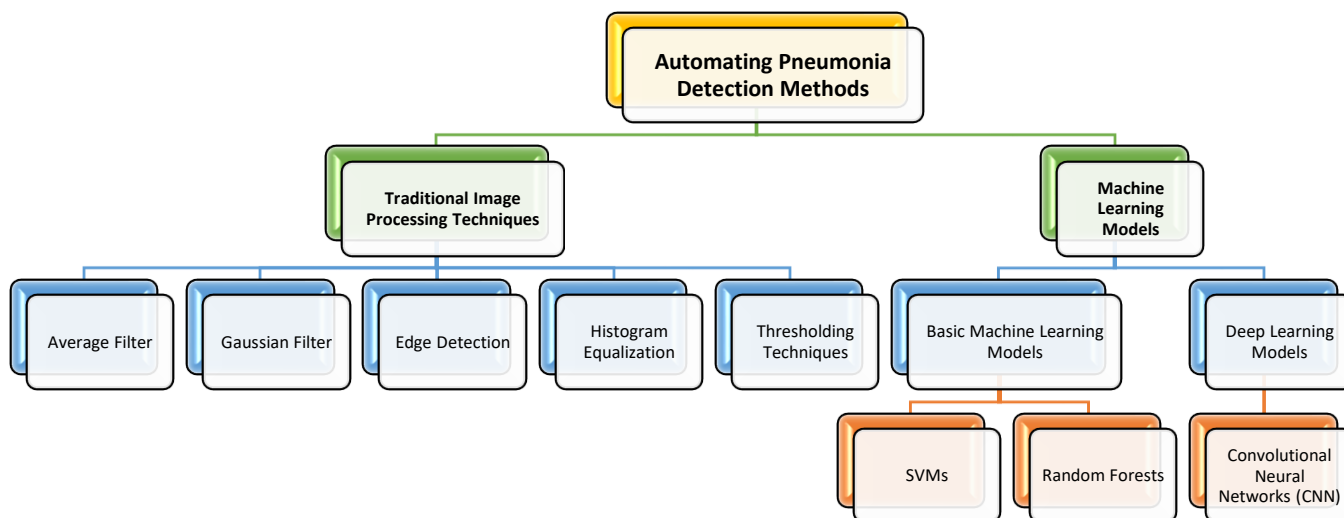 Automating Pneumonia
Detection Methods
Traditional Image
Processing Techniques
Machine
Learning
Models
Average Filter
Gaussian Filter
Edge Detection
Histogram
Equalization
Thresholding
Techniques
Basic Machine Learning
Models
Deep Learning
Models
SVMs
Random Forests
Convolutional
Neural
Networks (CNN)